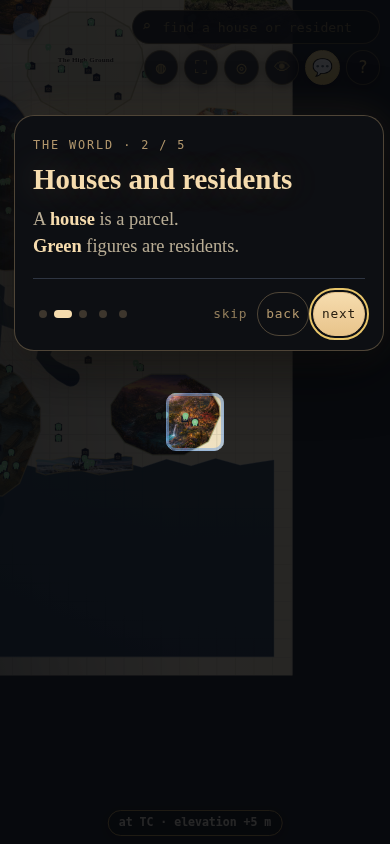 find a house or resident
The High Ground
?
THE WORLD · 2 / 5
Houses and residents
A house is a parcel.
Green figures are residents.
skip back next
at TC · elevation +5 m